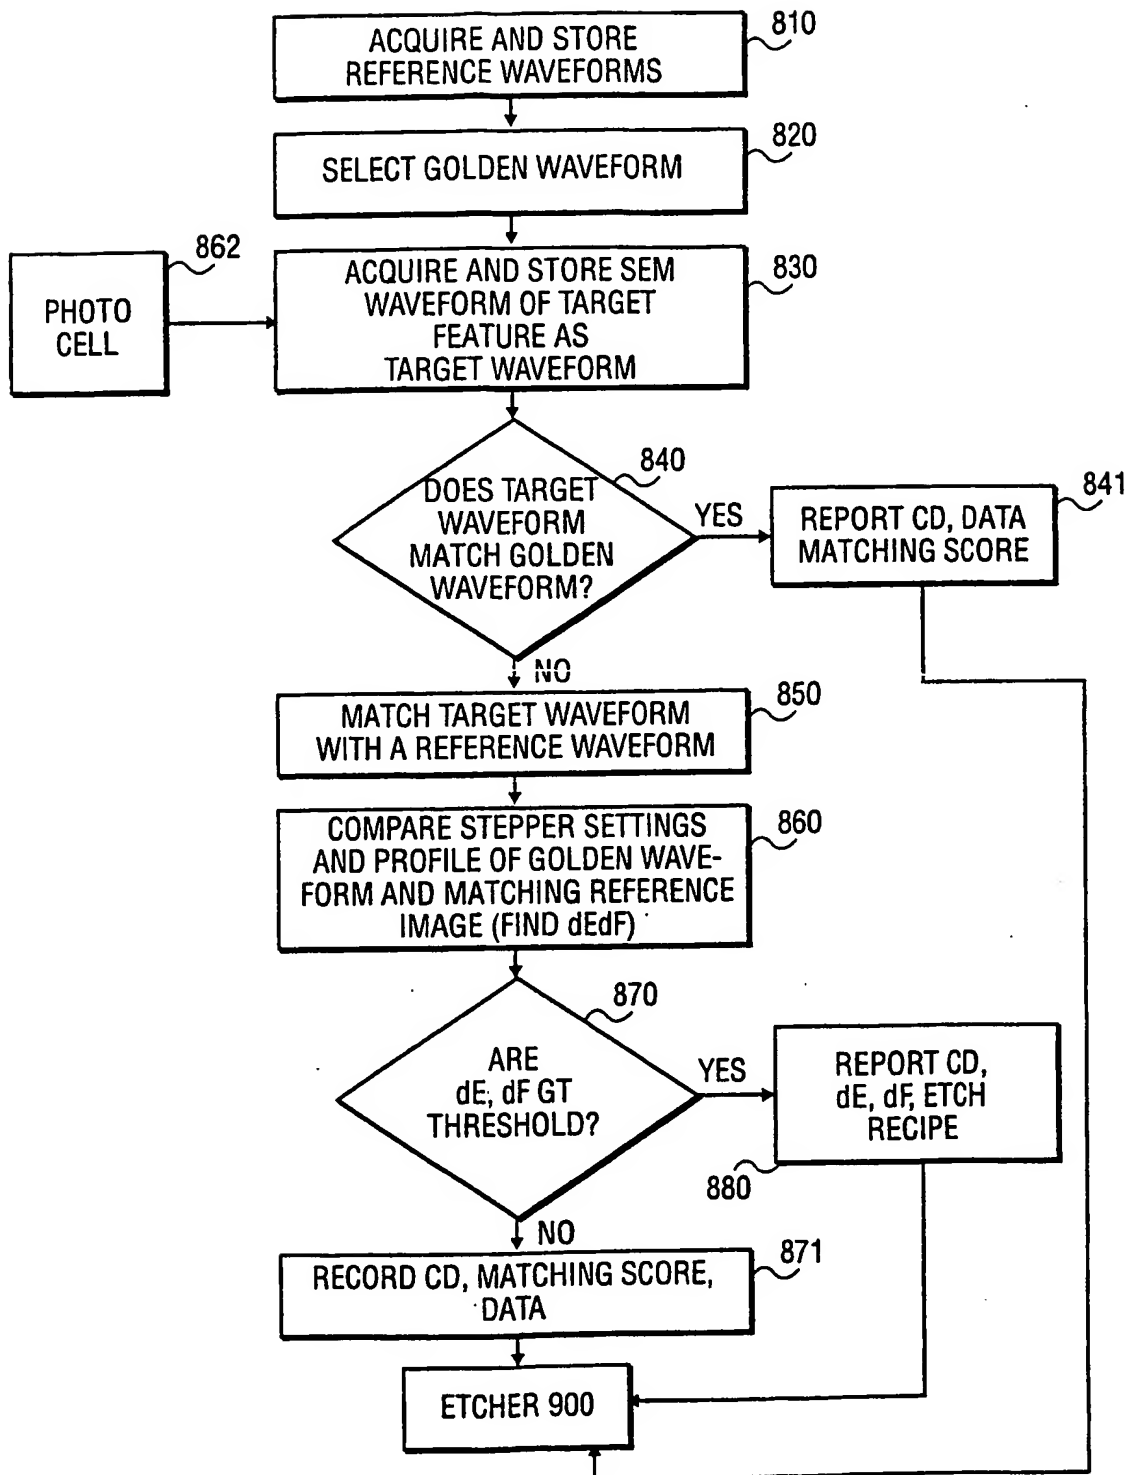 ACQUIRE AND STORE
REFERENCE WAVEFORMS
810
SELECT GOLDEN WAVEFORM
820
862
PHOTO
CELL
ACQUIRE AND STORE SEM
WAVEFORM OF TARGET
FEATURE AS
TARGET WAVEFORM
830
840
DOES TARGET
WAVEFORM
MATCH GOLDEN
WAVEFORM?
YES
841
REPORT CD, DATA
MATCHING SCORE
NO
MATCH TARGET WAVEFORM
WITH A REFERENCE WAVEFORM
850
COMPARE STEPPER SETTINGS
AND PROFILE OF GOLDEN WAVE-
FORM AND MATCHING REFERENCE
IMAGE (FIND dEdF)
860
870
ARE
dE, dF GT
THRESHOLD?
YES
REPORT CD,
dE, dF, ETCH
RECIPE
880
NO
RECORD CD, MATCHING SCORE,
DATA
871
ETCHER 900